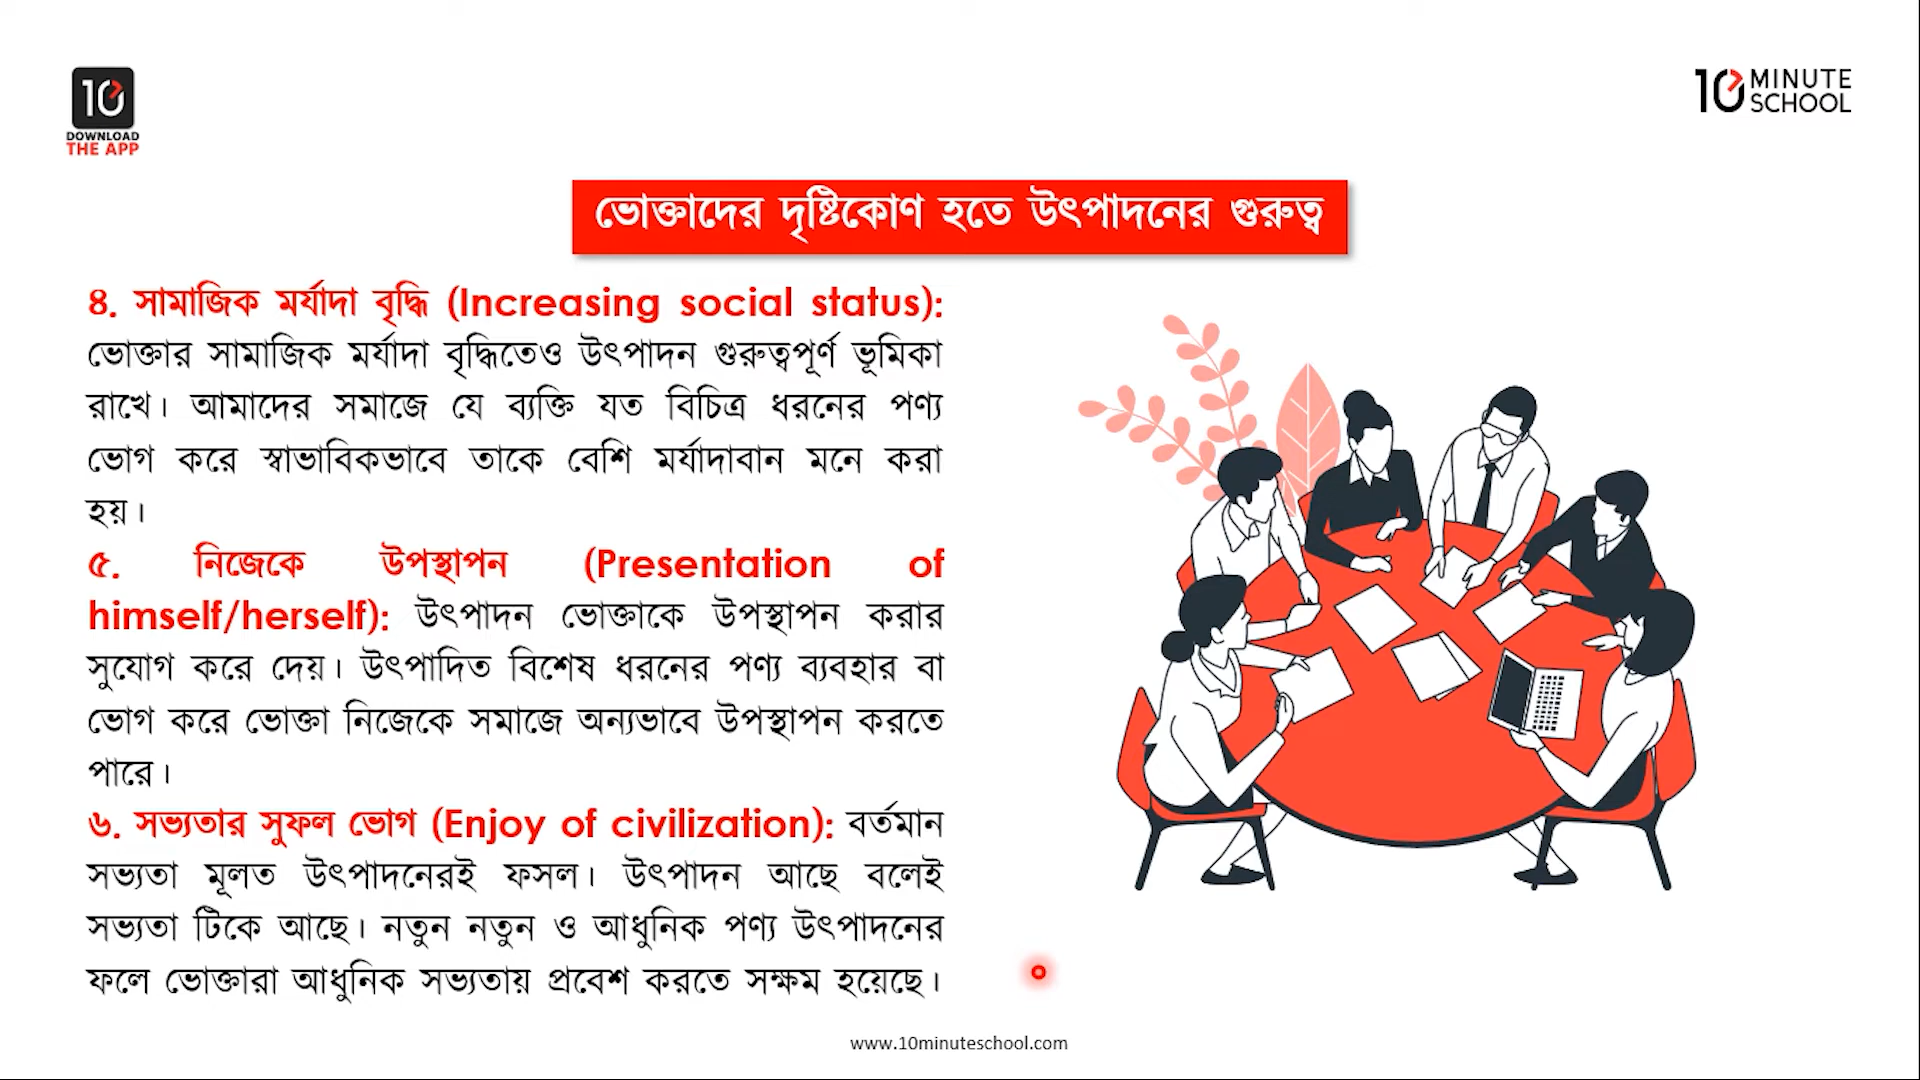 10
DOWNLOAD
THE APP
10 MINUTE
SCHOOL
ভোক্তাদের দৃষ্টিকোণ হতে উৎপাদনের গুরুত্ব
৪. সামাজিক মর্যাদা বৃদ্ধি (Increasing social status):
ভোক্তার সামাজিক মর্যাদা বৃদ্ধিতেও উৎপাদন গুরুত্বপূর্ণ ভূমিকা
রাখে। আমাদের সমাজে যে ব্যক্তি যত বিচিত্র ধরনের পণ্য
ভোগ করে স্বাভাবিকভাবে তাকে বেশি মর্যাদাবান মনে করা
হয়।
৫. নিজেকে উপস্থাপন (Presentation of
himself/herself): উৎপাদন ভোক্তাকে উপস্থাপন করার
সুযোগ করে দেয়। উৎপাদিত বিশেষ ধরনের পণ্য ব্যবহার বা
ভোগ করে ভোক্তা নিজেকে সমাজে অন্যভাবে উপস্থাপন করতে
পারে।
৬. সভ্যতার সুফল ভোগ (Enjoy of civilization): বর্তমান
সভ্যতা মূলত উৎপাদনেরই ফসল। উৎপাদন আছে বলেই
সভ্যতা টিকে আছে। নতুন নতুন ও আধুনিক পণ্য উৎপাদনের
ফলে ভোক্তারা আধুনিক সভ্যতায় প্রবেশ করতে সক্ষম হয়েছে।
www.10minuteschool.com